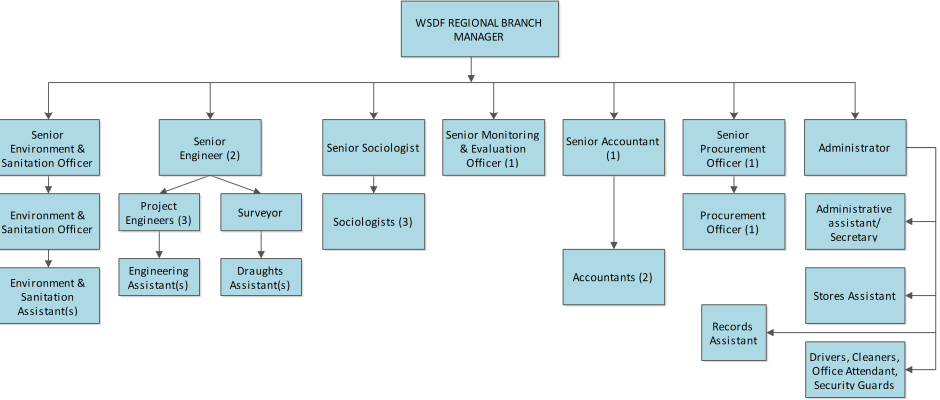 WSDF REGIONAL BRANCH
MANAGER
Senior
Environment &
Sanitation Officer
Senior
Engineer (2)
Senior Sociologist
Senior Monitoring
& Evaluation
Officer (1)
Senior Accountant
(1)
Senior
Procurement
Officer (1)
Administrator
Environment &
Sanitation Officer
Project
Engineers (3)
Surveyor
Sociologists (3)
Procurement
Officer (1)
Administrative
assistant/
Secretary
Environment &
Sanitation
Assistant(s)
Engineering
Assistant(s)
Draughts
Assistant(s)
Accountants (2)
Stores Assistant
Records
Assistant
Drivers, Cleaners,
Office Attendant,
Security Guards